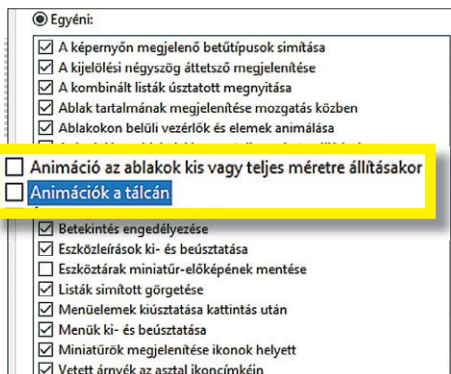 Egyéni:
A képernyőn megjelenő betűtípusok simítása
A kijelölési négyszög áttetsző megjelenítése
A kombinált listák úsztatott megnyitása
Ablak tartalmának megjelenítése mozgatás közben
Ablakokon belüli vezérlők és elemek animálása
Animáció az ablakok kis vagy teljes méretre állításakor
Animációk a tálcán
Betekintés engedélyezése
Eszközleírások ki- és beúsztatása
Eszköztárak miniatűr-előképének mentése
Listák simított görgetése
Menüelemek kiúsztatása kattintás után
Menük ki- és beúsztatása
Miniatűrök megjelenítése ikonok helyett
Vetett árnyék az asztal ikoncímkéin